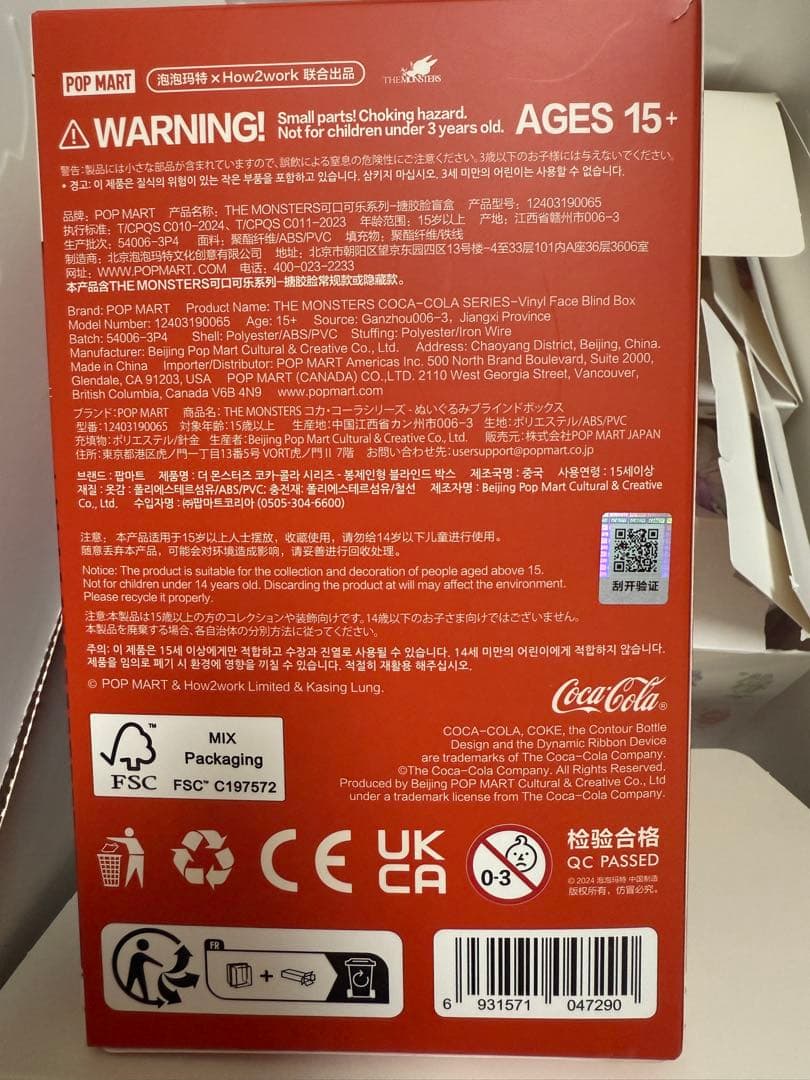 POP MART 泡泡玛特×How2work 联合出品 THE MONSTERS
WARNING! Small parts! Choking hazard. AGES 15+
Not for children under 3 years old.
警告:製品には小さな部品が含まれていますので、誤飲による窒息の危険性にご注意ください。3歳以下のお子様には与えないでください。
* 경고: 이 제품은 질식의 위험이 있는 작은 부품을 포함하고 있습니다. 삼키지 마십시오. 3세 미만의 어린이는 사용할 수 없습니다.
品牌：POP MART 产品名称：THE MONSTERS可口可乐系列-搪胶脸盲盒 产品型号：12403190065
执行标准：T/CPQS C010-2024、T/CPQS C011-2023 年龄范围：15岁以上 产地：江西省赣州市006-3
生产批次：54006-3P4 面料：聚酯纤维/ABS/PVC 填充物：聚酯纤维/铁线
制造商：北京泡泡玛特文化创意有限公司 地址：北京市朝阳区望京东园四区13号楼-4至33层101内A座36层3606室
网址：WWW.POPMART. COM 电话：400-023-2233
本产品含THE MONSTERS可口可乐系列-搪胶脸常规款或隐藏款。
Brand: POP MART Product Name: THE MONSTERS COCA-COLA SERIES-Vinyl Face Blind Box
Model Number: 12403190065 Age: 15+ Source: Ganzhou006-3, Jiangxi Province
Batch: 54006-3P4 Shell: Polyester/ABS/PVC Stuffing: Polyester/Iron Wire
Manufacturer: Beijing Pop Mart Cultural & Creative Co., Ltd. Address: Chaoyang District, Beijing, China.
Made in China Importer/Distributor: POP MART Americas Inc. 500 North Brand Boulevard, Suite 2000,
Glendale, CA 91203, USA POP MART (CANADA) CO.,LTD. 2110 West Georgia Street, Vancouver,
British Columbia, Canada V6B 4N9 www.popmart.com
ブランド:POP MART 商品名：THE MONSTERS コカ・コーラシリーズ - ぬいぐるみブラインドボックス
型番:12403190065 対象年齢:15歳以上 生産地:中国江西省カン州市006-3 生地:ポリエステル/ABS/PVC
充填物:ポリエステル/針金 生産者:Beijing Pop Mart Cultural & Creative Co., Ltd. 販売元:株式会社POP MART JAPAN
住所:東京都港区虎ノ門一丁目13番5号 VORT虎ノ門Ⅱ 7階 お問い合わせ先:usersupport@popmart.co.jp
브랜드 : 팝마트 제품명 : 더 몬스터즈 코카-콜라 시리즈 - 봉제인형 블라인드 박스 제조국명 : 중국 사용연령 : 15세이상
재질 : 옷감 : 폴리에스테르섬유/ABS/PVC: 충전재: 폴리에스테르섬유/철선 제조자명 : Beijing Pop Mart Cultural & Creative
Co., Ltd. 수입자명 : ㈜팝마트코리아 (0505-304-6600)
注意： 本产品适用于15岁以上人士摆放，收藏使用，请勿给14岁以下儿童进行使用。
随意丢弃本产品，可能会对环境造成影响，请妥善进行回收处理。
Notice: The product is suitable for the collection and decoration of people aged above 15.
Not for children under 14 years old. Discarding the product at will may affect the environment.
Please recycle it properly.
刮开验证
注意:本製品は15歳以上の方のコレクションや装飾向けです。14歳以下のお子さま向けではございません。
本製品を廃棄する場合、各自治体の分別方法に従ってください。
주의: 이 제품은 15세 이상에게만 적합하고 수장과 진열로 사용될 수 있습니다. 14세 미만의 어린이에게 적합하지 않습니다.
제품을 임의로 폐기 시 환경에 영향을 끼칠 수 있습니다. 적절히 재활용 해주십시오.
© POP MART & How2work Limited & Kasing Lung.
Coca-Cola®
COCA-COLA, COKE, the Contour Bottle
Design and the Dynamic Ribbon Device
are trademarks of The Coca-Cola Company.
©The Coca-Cola Company. All Rights Reserved.
Produced by Beijing POP MART Cultural & Creative Co., Ltd
under a trademark license from The Coca-Cola Company.
FSC™
MIX
Packaging
FSC™ C197572
CE
UK
CA
0-3
检验合格
QC PASSED
© 2024 泡泡玛特 中国制造
版权所有，仿冒必究。
FR
+
6 931571 047290